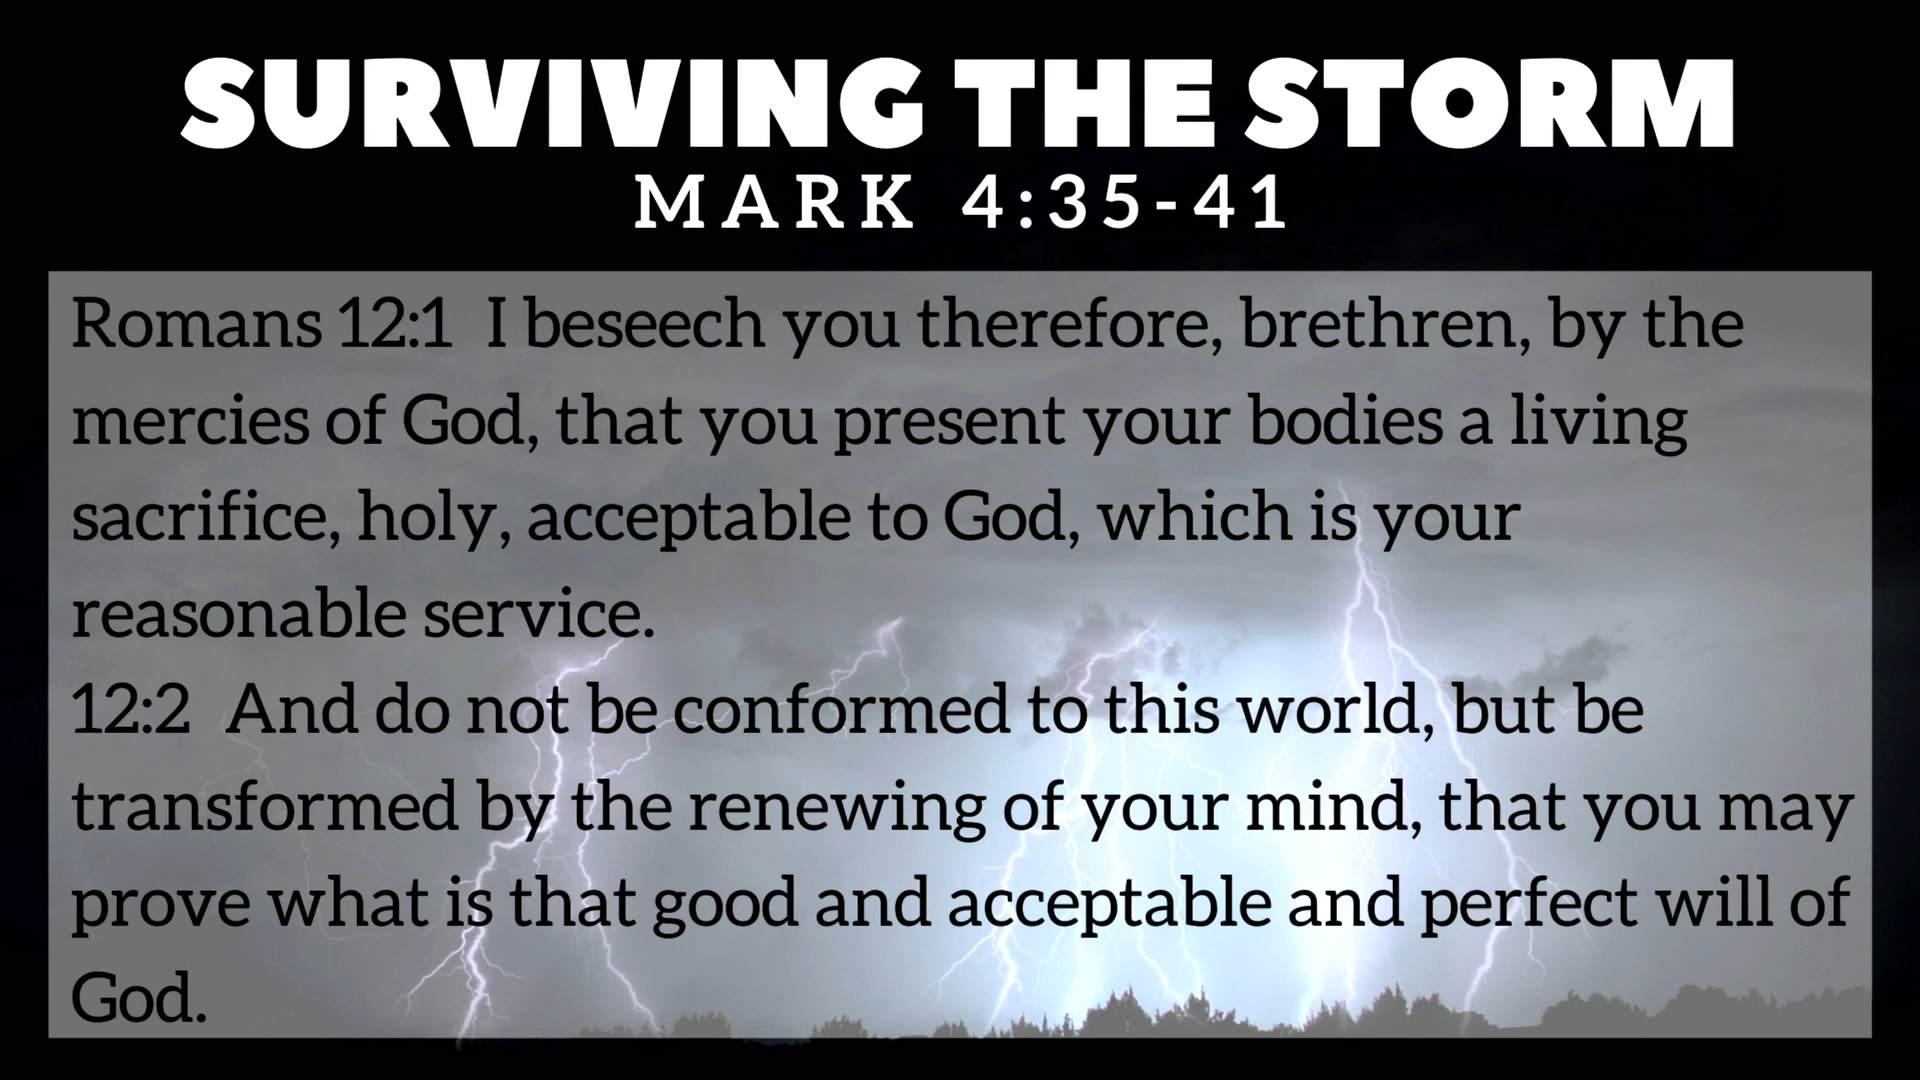 SURVIVING THE STORM
MARK 4:35-41
Romans 12:1  I beseech you therefore, brethren, by the
mercies of God, that you present your bodies a living
sacrifice, holy, acceptable to God, which is your
reasonable service.
12:2  And do not be conformed to this world, but be
transformed by the renewing of your mind, that you may
prove what is that good and acceptable and perfect will of
God.